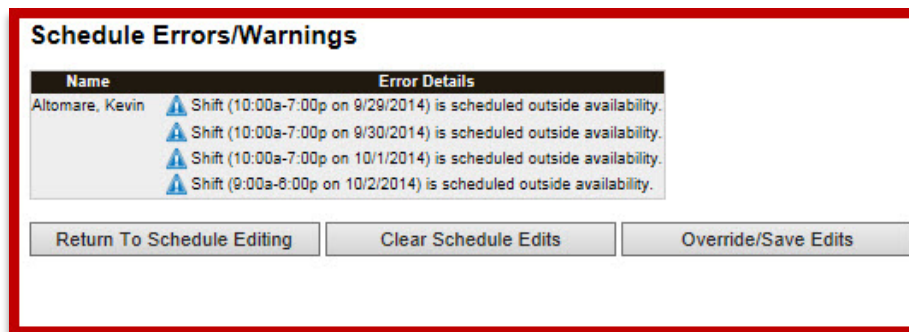 Schedule Errors/Warnings
Name Error Details
Altomare, Kevin Shift (10:00a-7:00p on 9/29/2014) is scheduled outside availability.
Shift (10:00a-7:00p on 9/30/2014) is scheduled outside availability.
Shift (10:00a-7:00p on 10/1/2014) is scheduled outside availability.
Shift (9:00a-6:00p on 10/2/2014) is scheduled outside availability.
Return To Schedule Editing Clear Schedule Edits Override/Save Edits